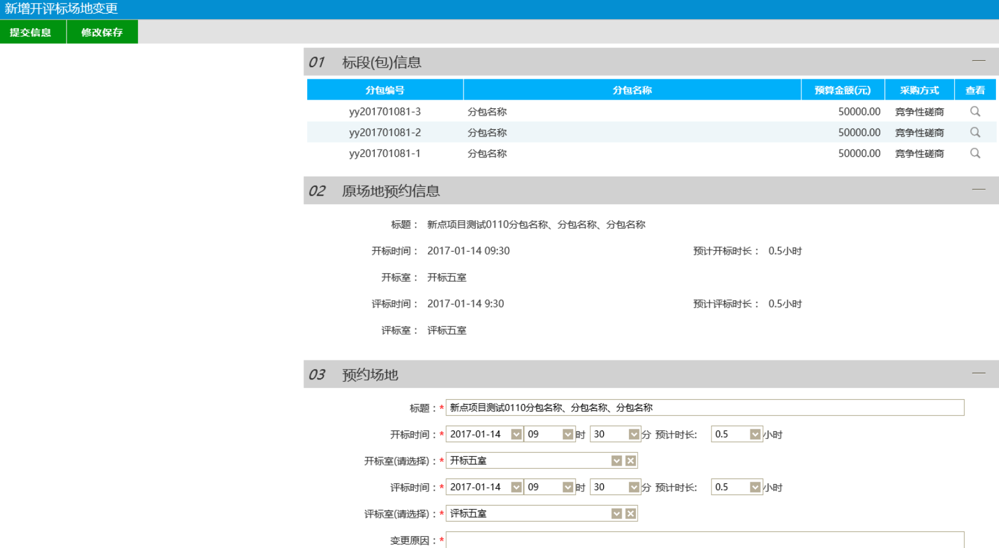 新增开评标场地变更
提交信息 修改保存
01 标段(包)信息
分包编号 分包名称 预算金额(元) 采购方式 查看
yy201701081-3 分包名称 50000.00 竞争性磋商
yy201701081-2 分包名称 50000.00 竞争性磋商
yy201701081-1 分包名称 50000.00 竞争性磋商
02 原场地预约信息
标题： 新点项目测试0110分包名称、分包名称、分包名称
开标时间： 2017-01-14 09:30 预计开标时长： 0.5小时
开标室： 开标五室
评标时间： 2017-01-14 9:30 预计评标时长： 0.5小时
评标室： 评标五室
03 预约场地
标题：* 新点项目测试0110分包名称、分包名称、分包名称
开标时间：* 2017-01-14 09 时 30 分 预计时长: 0.5 小时
开标室(请选择)：* 开标五室
评标时间：* 2017-01-14 09 时 30 分 预计时长: 0.5 小时
评标室(请选择)：* 评标五室
变更原因：*